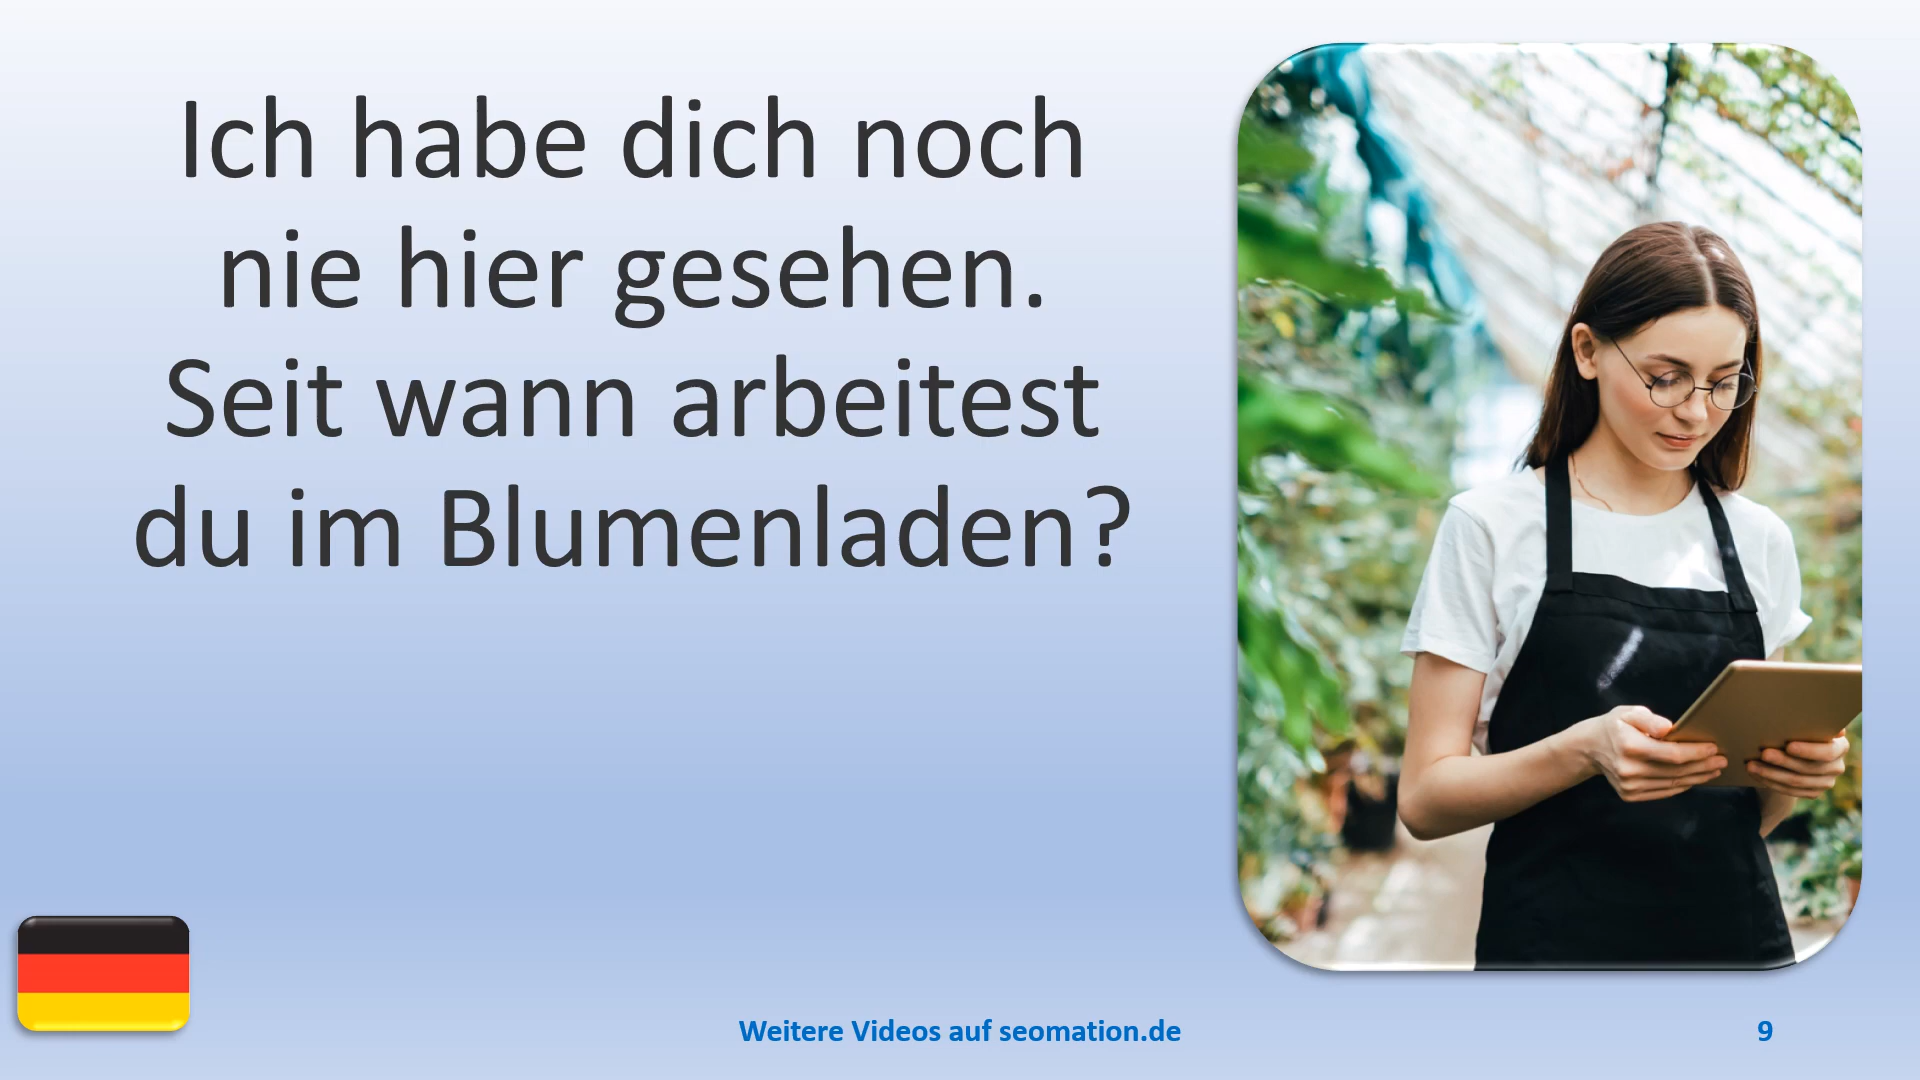 Ich habe dich noch
nie hier gesehen.
Seit wann arbeitest
du im Blumenladen?
Weitere Videos auf seomation.de
9